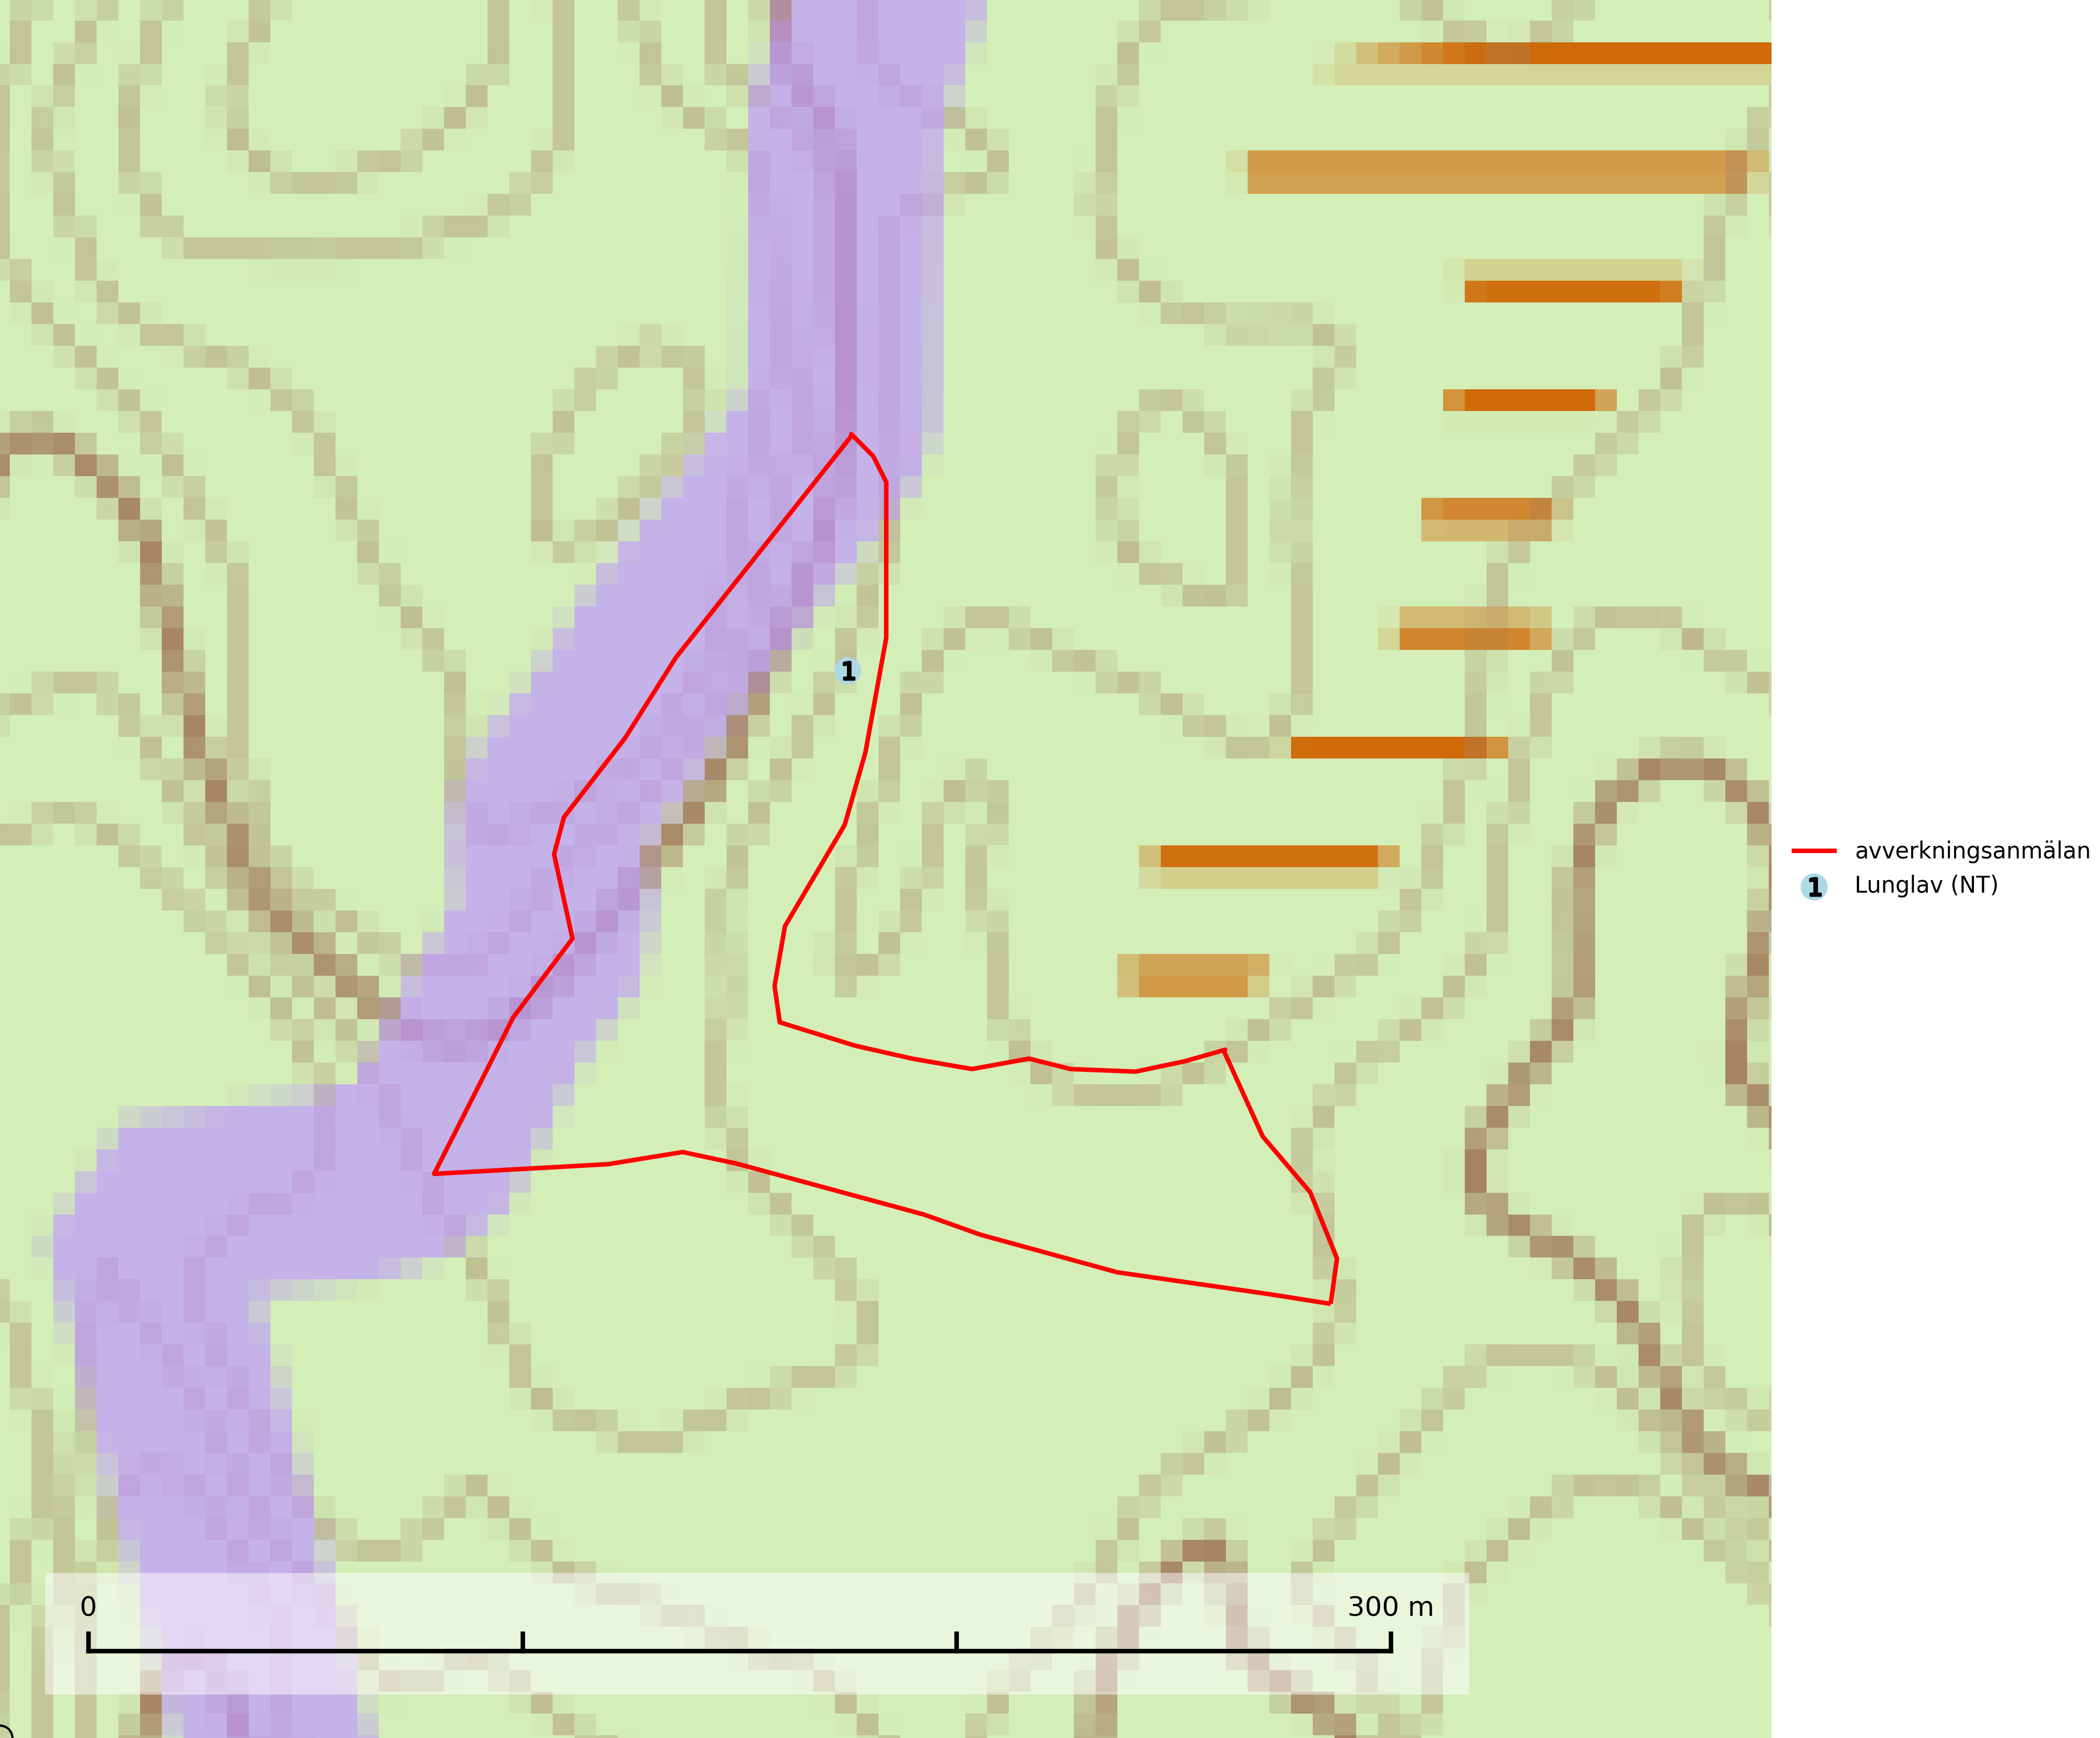 1
avverkningsanmälan
1 Lunglav (NT)
0 300 m